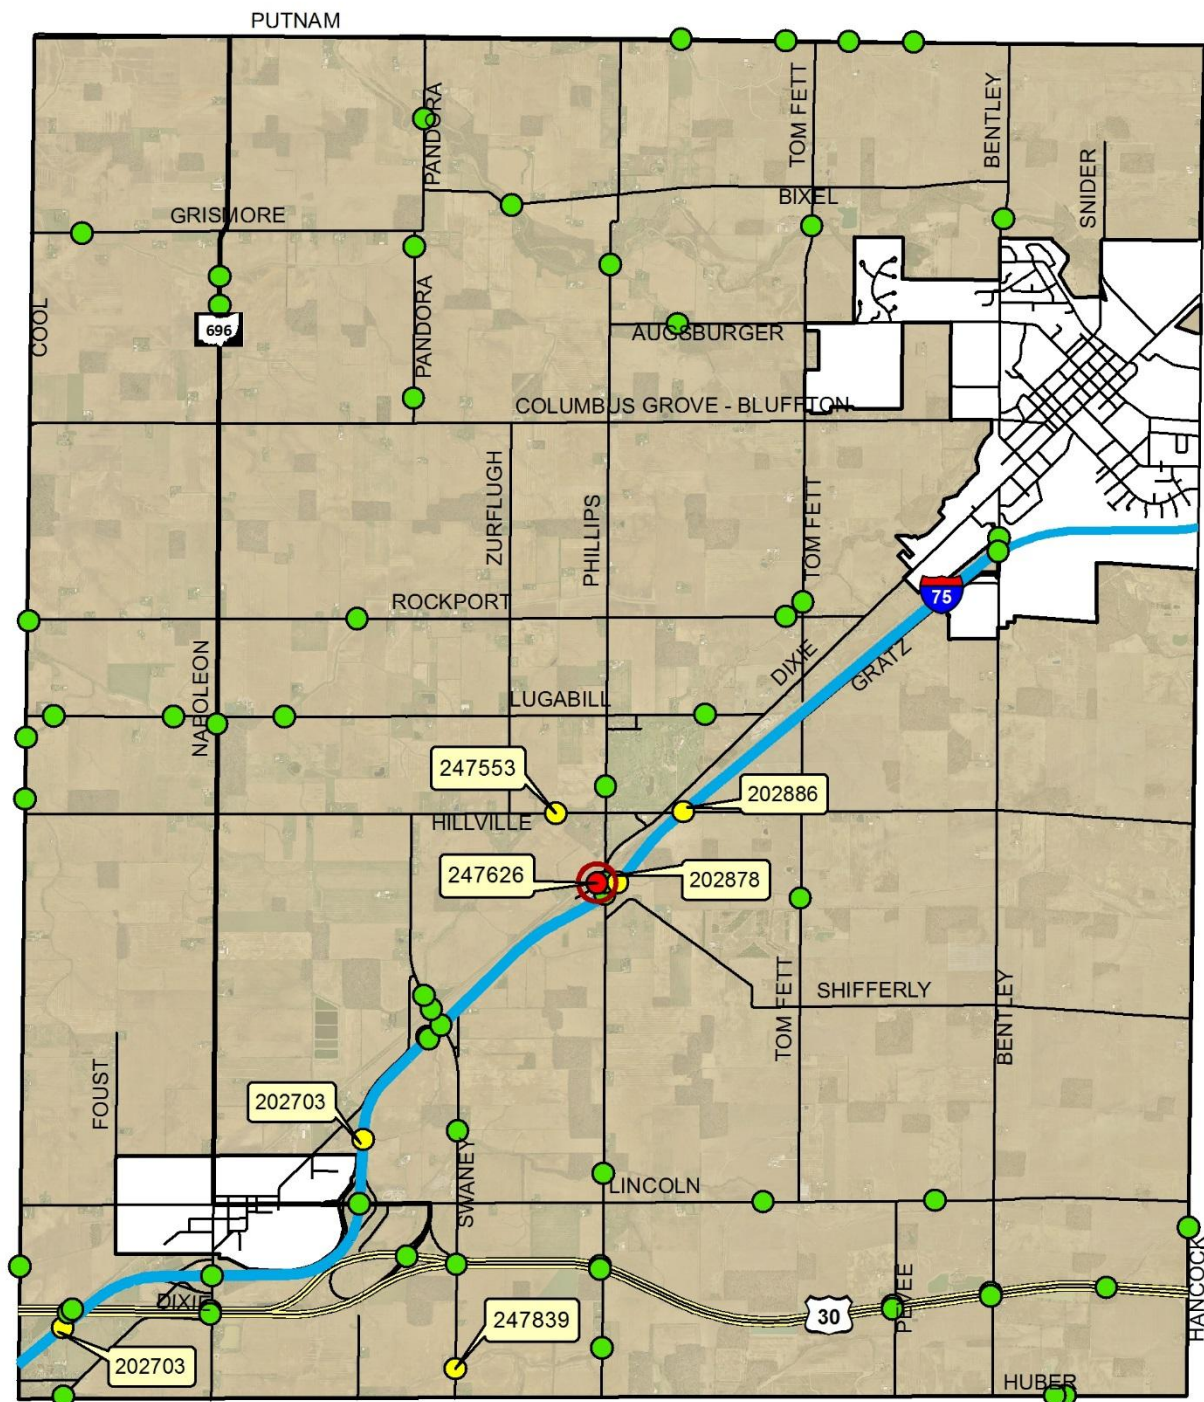 PUTNAM
PANDORA
TOM FETT
BENTLEY
SNIDER
BIXEL
GRISMORE
COOL
696
PANDORA
AUGSBURGER
COLUMBUS GROVE - BLUFFTON
ZURFLUGH
PHILLIPS
TOM FETT
75
ROCKPORT
NAPOLEON
DIXIE
GRATZ
LUGABILL
247553
202886
HILLVILLE
247626
202878
TOM FETT
SHIFFERLY
BENTLEY
FOUST
202703
SWANEY
LINCOLN
HANCOCK
DIXIE
247839
30
PEVEE
202703
HUBER